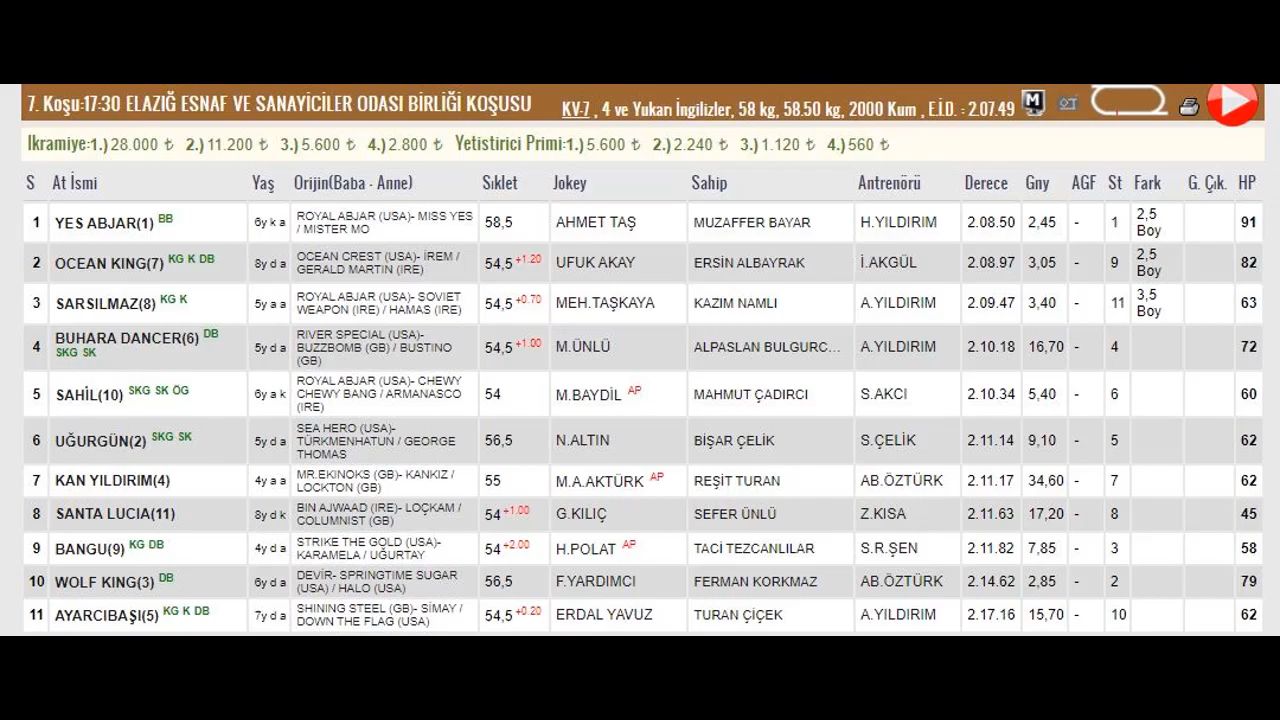 7. Koşu:17:30 ELAZIĞ ESNAF VE SANAYİCİLER ODASI BİRLİĞİ KOŞUSU KV-7 , 4 ve Yukarı İngilizler, 58 kg, 58.50 kg, 2000 Kum , E.İ.D. : 2.07.49
İkramiye:1.) 28.000 ₺ 2.) 11.200 ₺ 3.) 5.600 ₺ 4.) 2.800 ₺ Yetistirici Primi:1.) 5.600 ₺ 2.) 2.240 ₺ 3.) 1.120 ₺ 4.) 560 ₺
S At İsmi Yaş Orijin(Baba - Anne) Sıklet Jokey Sahip Antrenörü Derece Gny AGF St Fark G. Çık. HP
1 YES ABJAR(1) BB 6y k a ROYAL ABJAR (USA)- MISS YES / MISTER MO 58,5 AHMET TAŞ MUZAFFER BAYAR H.YILDIRIM 2.08.50 2,45 - 1 2,5 Boy 91
2 OCEAN KING(7) KG K DB 8y d a OCEAN CREST (USA)- İREM / GERALD MARTIN (IRE) 54,5 +1.20 UFUK AKAY ERSİN ALBAYRAK İ.AKGÜL 2.08.97 3,05 - 9 2,5 Boy 82
3 SARSILMAZ(8) KG K 5y a a ROYAL ABJAR (USA)- SOVIET WEAPON (IRE) / HAMAS (IRE) 54,5 +0.70 MEH.TAŞKAYA KAZIM NAMLI A.YILDIRIM 2.09.47 3,40 - 11 3,5 Boy 63
4 BUHARA DANCER(6) DB SKG SK 5y d a RIVER SPECIAL (USA)- BUZZBOMB (GB) / BUSTINO (GB) 54,5 +1.00 M.ÜNLÜ ALPASLAN BULGURC... A.YILDIRIM 2.10.18 16,70 - 4 72
5 SAHİL(10) SKG SK ÖG 6y a k ROYAL ABJAR (USA)- CHEWY CHEWY BANG / ARMANASCO (IRE) 54 M.BAYDİL AP MAHMUT ÇADIRCI S.AKCI 2.10.34 5,40 - 6 60
6 UĞURGÜN(2) SKG SK 5y d a SEA HERO (USA)- TÜRKMENHATUN / GEORGE THOMAS 56,5 N.ALTIN BİŞAR ÇELİK S.ÇELİK 2.11.14 9,10 - 5 62
7 KAN YILDIRIM(4) 4y a a MR.EKINOKS (GB)- KANKIZ / LOCKTON (GB) 55 M.A.AKTÜRK AP REŞİT TURAN AB.ÖZTÜRK 2.11.17 34,60 - 7 62
8 SANTA LUCIA(11) 8y d k BIN AJWAAD (IRE)- LOÇKAM / COLUMNIST (GB) 54 +1.00 G.KILIÇ SEFER ÜNLÜ Z.KISA 2.11.63 17,20 - 8 45
9 BANGU(9) KG DB 4y d a STRIKE THE GOLD (USA)- KARAMELA / UĞURTAY 54 +2.00 H.POLAT AP TACİ TEZCANLILAR S.R.ŞEN 2.11.82 7,85 - 3 58
10 WOLF KING(3) DB 6y d a DEVİR- SPRINGTIME SUGAR (USA) / HALO (USA) 56,5 F.YARDIMCI FERMAN KORKMAZ AB.ÖZTÜRK 2.14.62 2,85 - 2 79
11 AYARCIBAŞI(5) KG K DB 7y d a SHINING STEEL (GB)- SİMAY / DOWN THE FLAG (USA) 54,5 +0.20 ERDAL YAVUZ TURAN ÇİÇEK A.YILDIRIM 2.17.16 15,70 - 10 62